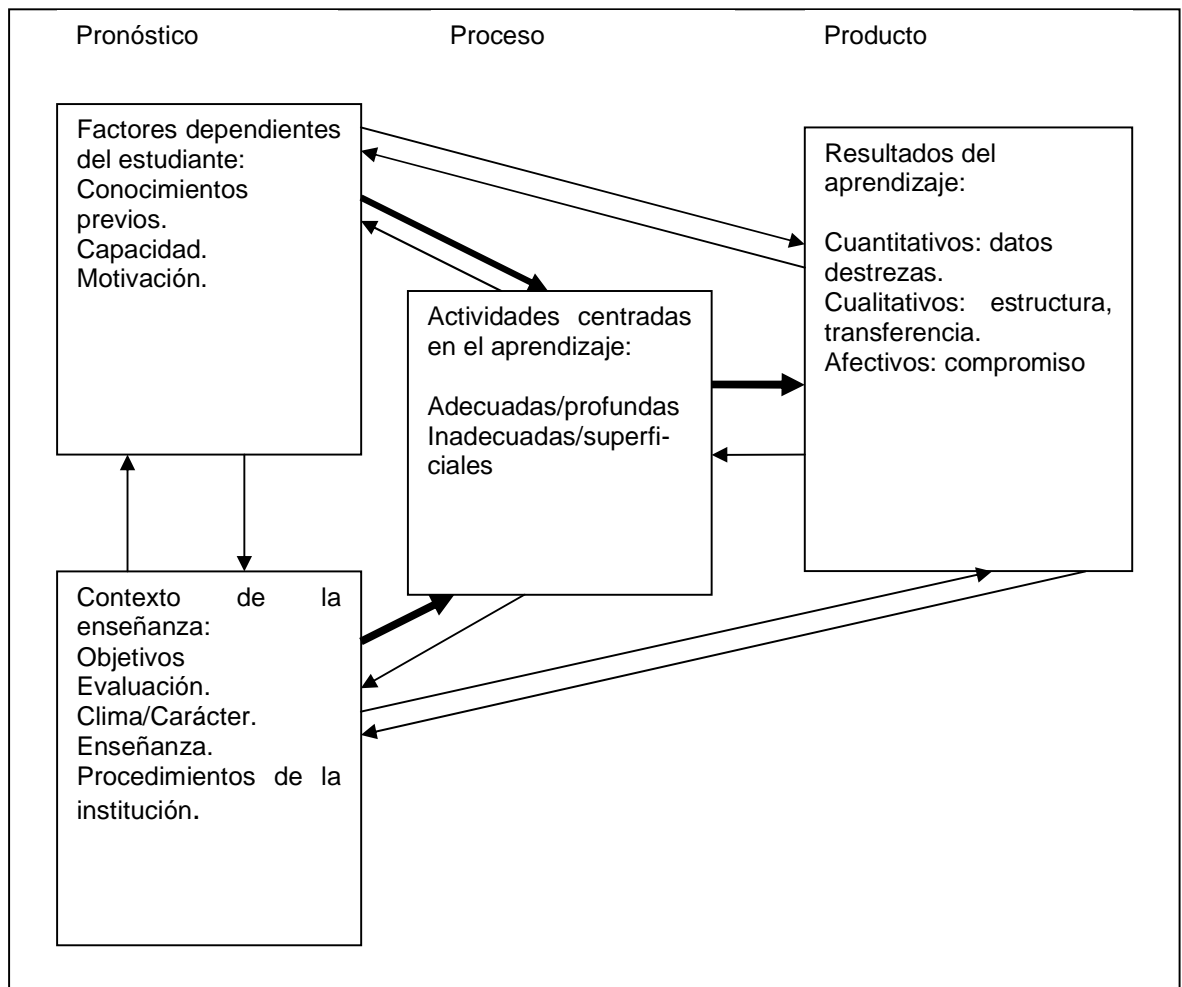 Pronóstico
Proceso
Producto
Factores dependientes
del estudiante:
Conocimientos
previos.
Capacidad.
Motivación.
Actividades centradas
en el aprendizaje:
Adecuadas/profundas
Inadecuadas/superfi-
ciales
Resultados del
aprendizaje:
Cuantitativos: datos
destrezas.
Cualitativos: estructura,
transferencia.
Afectivos: compromiso
Contexto de la
enseñanza:
Objetivos
Evaluación.
Clima/Carácter.
Enseñanza.
Procedimientos de la
institución.